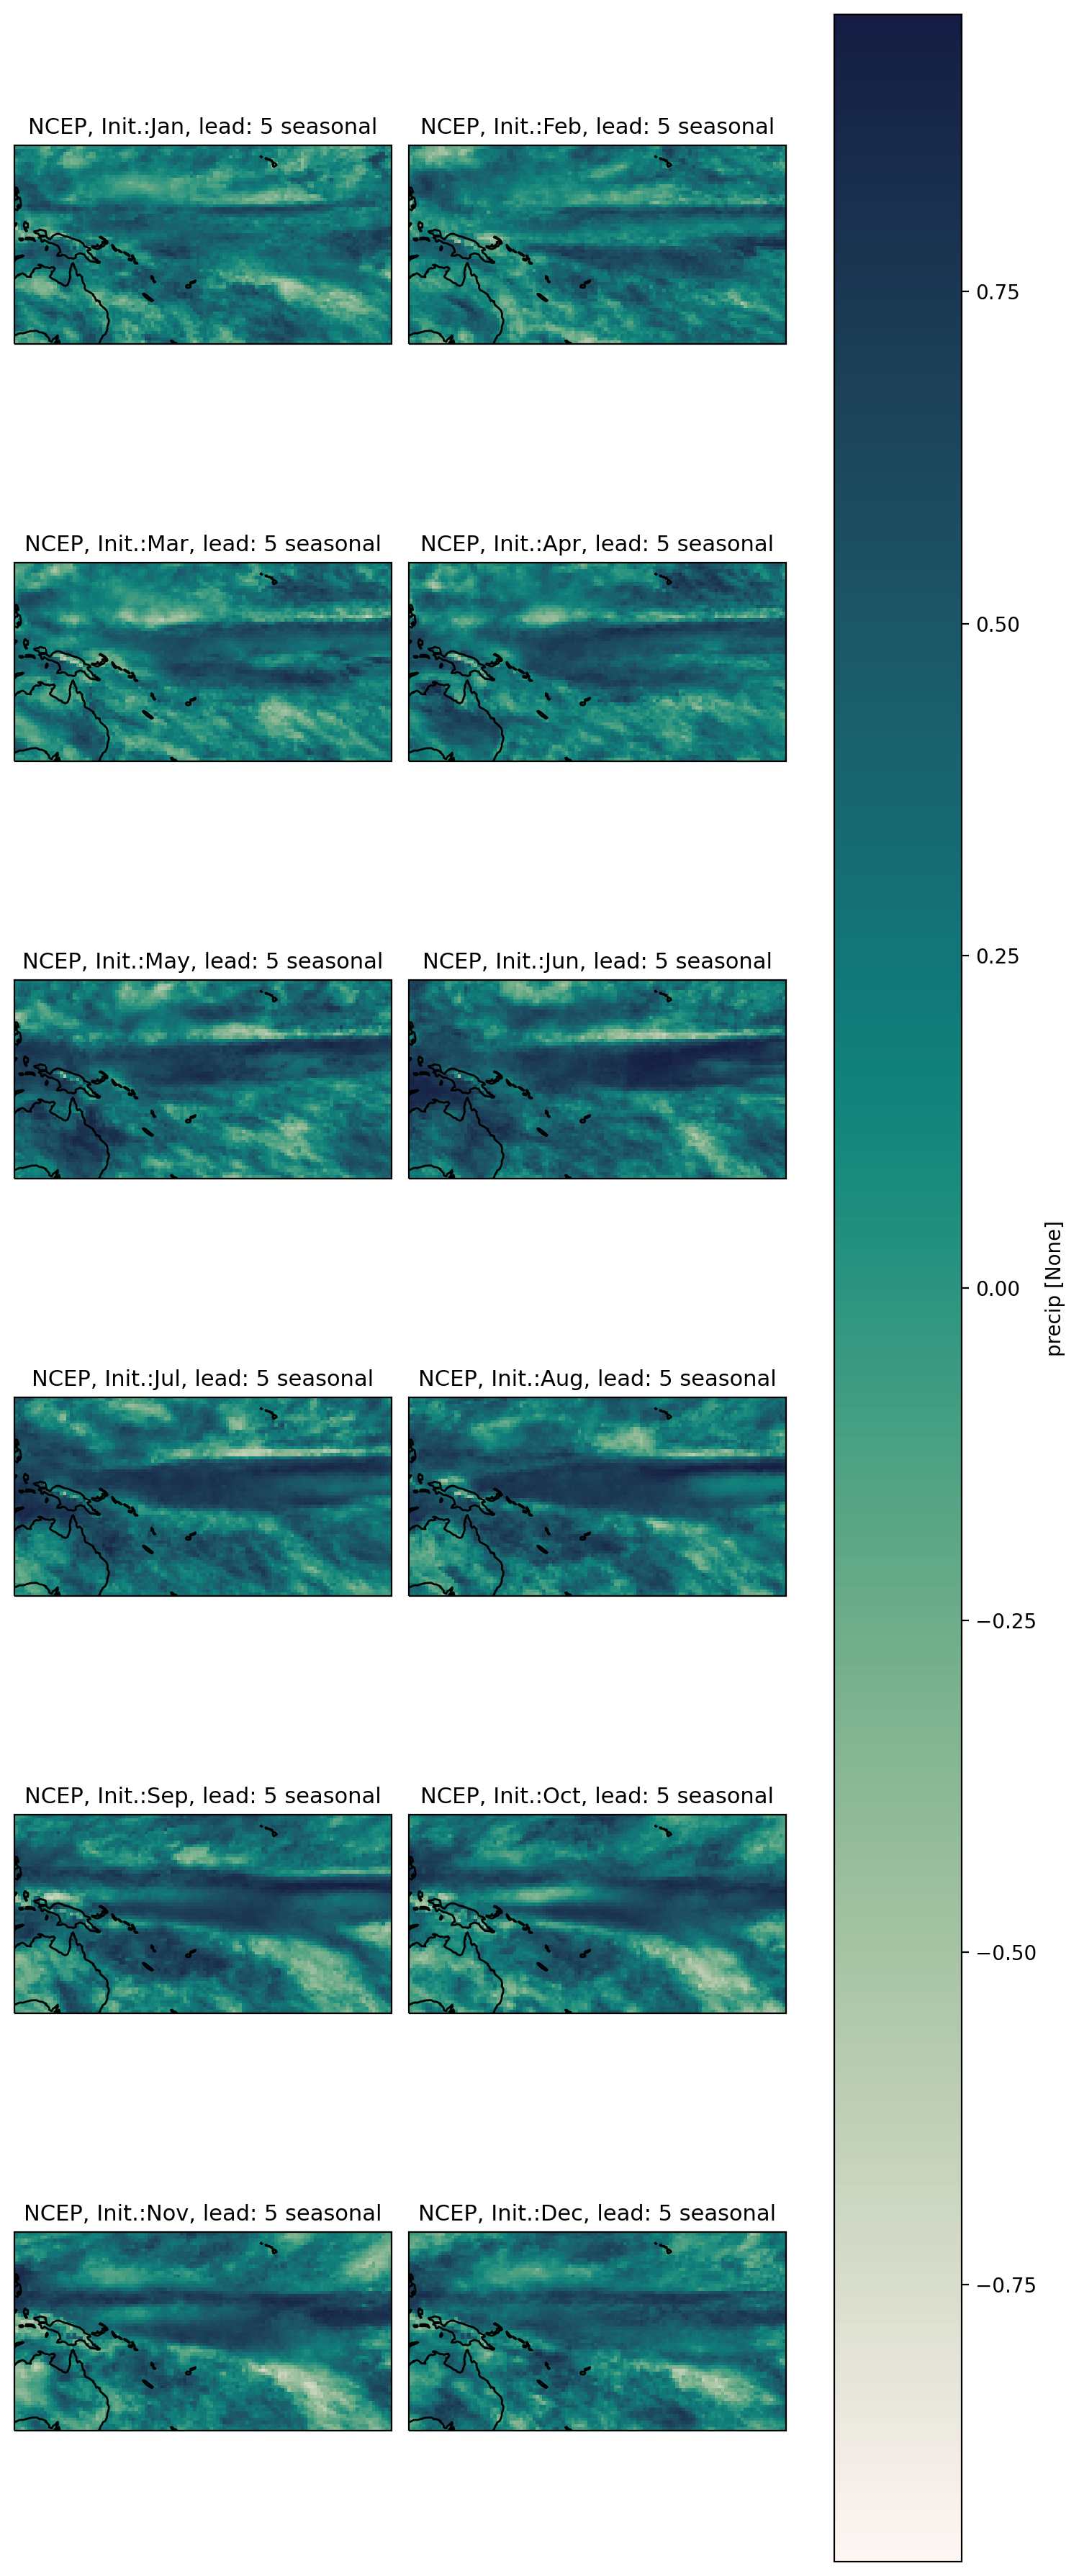 NCEP, Init.:Jan, lead: 5 seasonal
NCEP, Init.:Feb, lead: 5 seasonal
NCEP, Init.:Mar, lead: 5 seasonal
NCEP, Init.:Apr, lead: 5 seasonal
NCEP, Init.:May, lead: 5 seasonal
NCEP, Init.:Jun, lead: 5 seasonal
NCEP, Init.:Jul, lead: 5 seasonal
NCEP, Init.:Aug, lead: 5 seasonal
NCEP, Init.:Sep, lead: 5 seasonal
NCEP, Init.:Oct, lead: 5 seasonal
NCEP, Init.:Nov, lead: 5 seasonal
NCEP, Init.:Dec, lead: 5 seasonal
0.75
0.50
0.25
0.00
−0.25
−0.50
−0.75
precip [None]